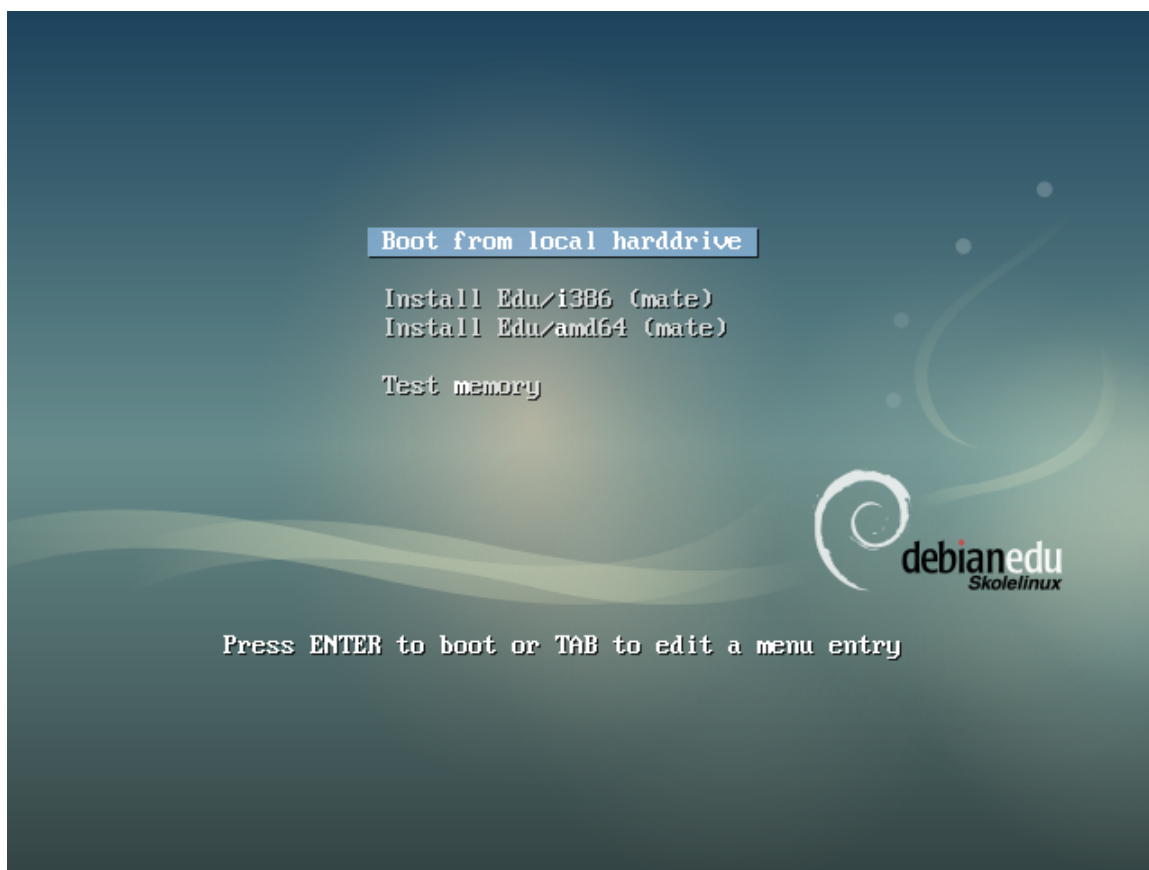 Boot from local harddrive
Install Edu/i386 (mate)
Install Edu/amd64 (mate)
Test memory
debianedu
Skolelinux
Press ENTER to boot or TAB to edit a menu entry